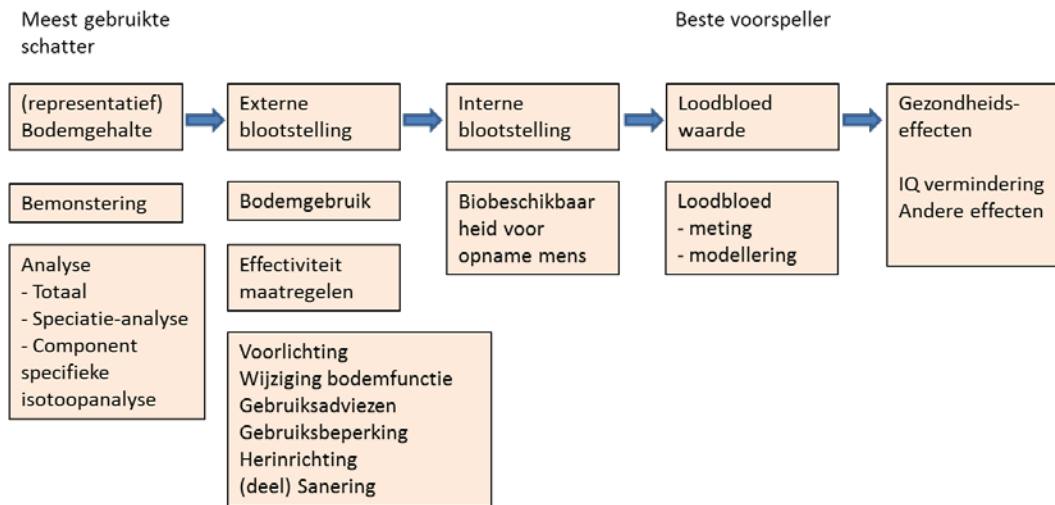 Meest gebruikte
schatter
Beste voorspeller
(representatief)
Bodemgehalte
Externe
blootstelling
Interne
blootstelling
Loodbloed
waarde
Gezondheids-
effecten
IQ vermindering
Andere effecten
Bemonstering
Analyse
- Totaal
- Speciatie-analyse
- Component
specifieke
isotoopanalyse
Bodemgebruik
Effectiviteit
maatregelen
Voorlichting
Wijziging bodemfunctie
Gebruiksadviezen
Gebruiksbeperking
Herinrichting
(deel) Sanering
Biobeschikbaar
heid voor
opname mens
Loodbloed
- meting
- modellering